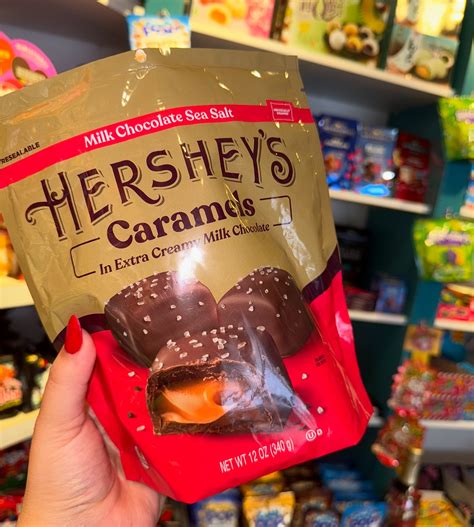 Milk Chocolate Sea Salt
RESEALABLE
HERSHEY'S
Caramels
In Extra Creamy Milk Chocolate
NET WT 12 OZ (340 g)